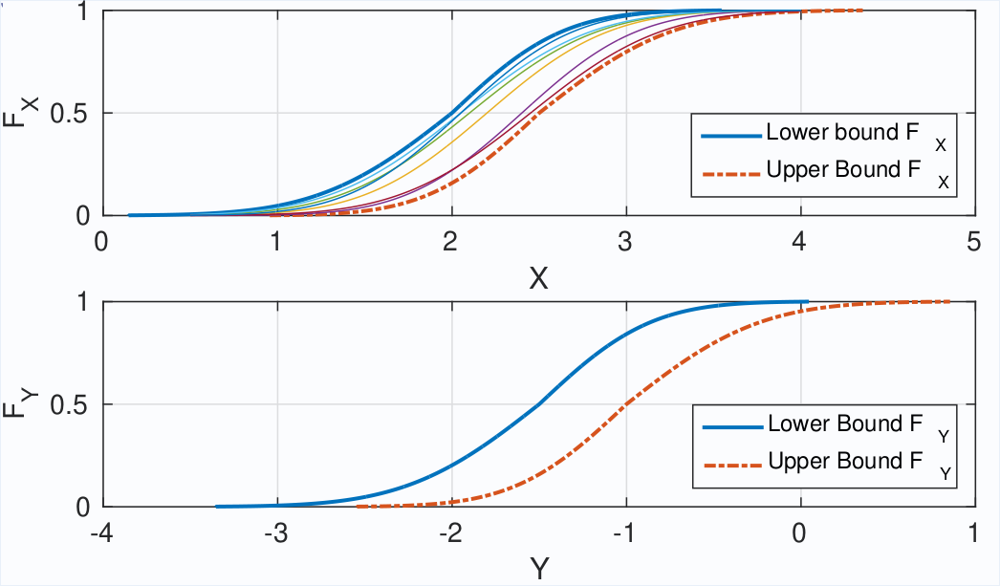 1
0.5
0
F X
0 1 2 3 4 5
X
Lower bound F X
Upper Bound F X
1
0.5
0
F Y
-4 -3 -2 -1 0 1
Y
Lower Bound F Y
Upper Bound F Y